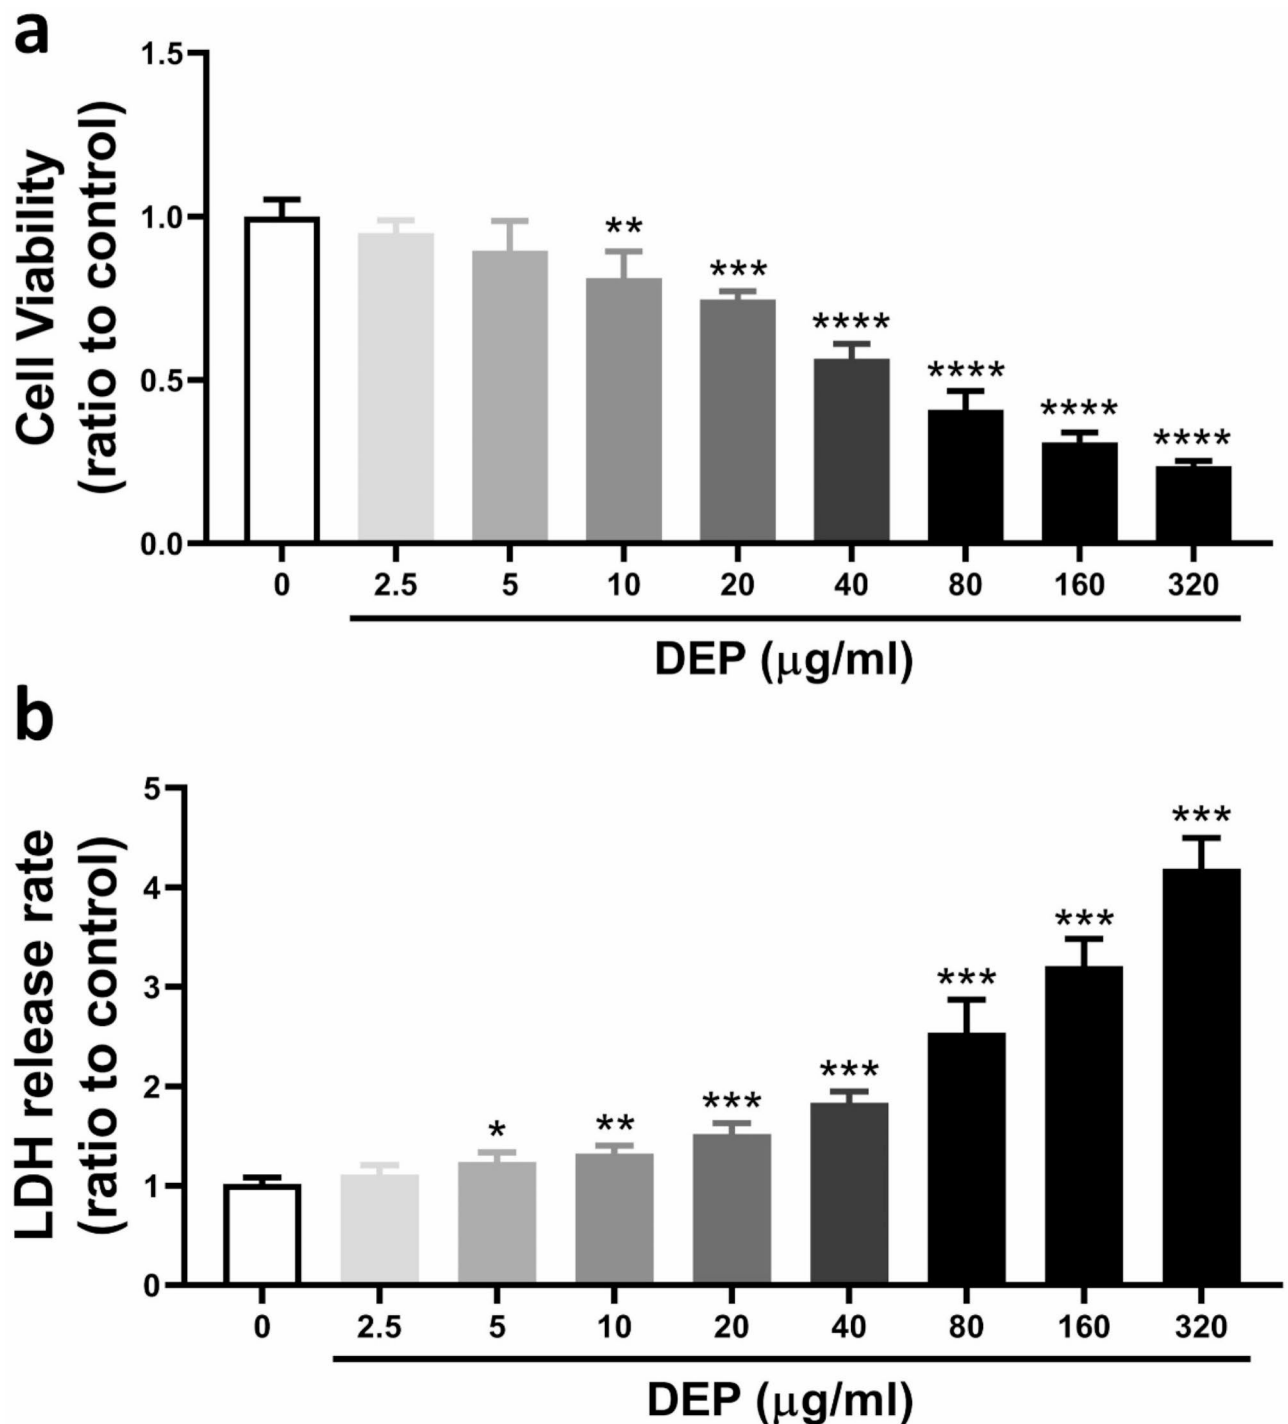 a
Cell Viability
(ratio to control)
1.5
1.0
0.5
0.0
**
***
****
****
****
****
0 2.5 5 10 20 40 80 160 320
DEP (μg/ml)
b
LDH release rate
(ratio to control)
5
4
3
2
1
0
*
**
***
***
***
***
***
0 2.5 5 10 20 40 80 160 320
DEP (μg/ml)